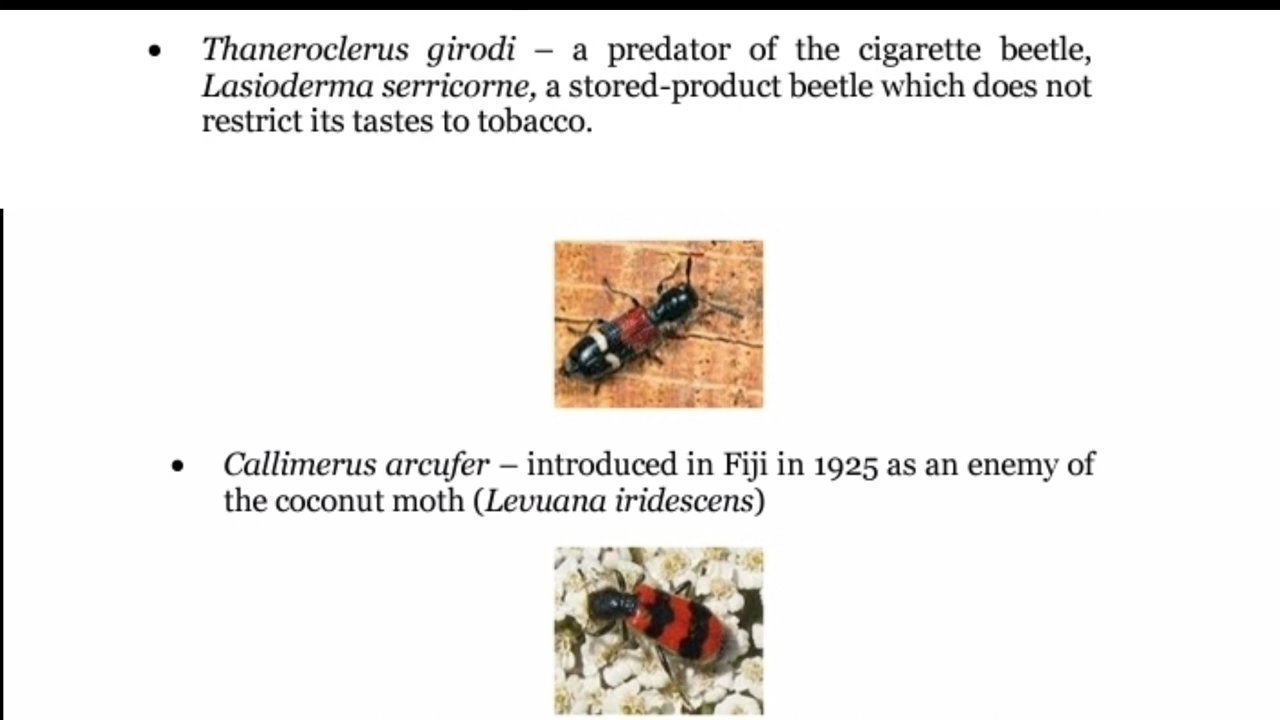 • Thaneroclerus girodi – a predator of the cigarette beetle,
Lasioderma serricorne, a stored-product beetle which does not
restrict its tastes to tobacco.
• Callimerus arcufer – introduced in Fiji in 1925 as an enemy of
the coconut moth (Levuana iridescens)